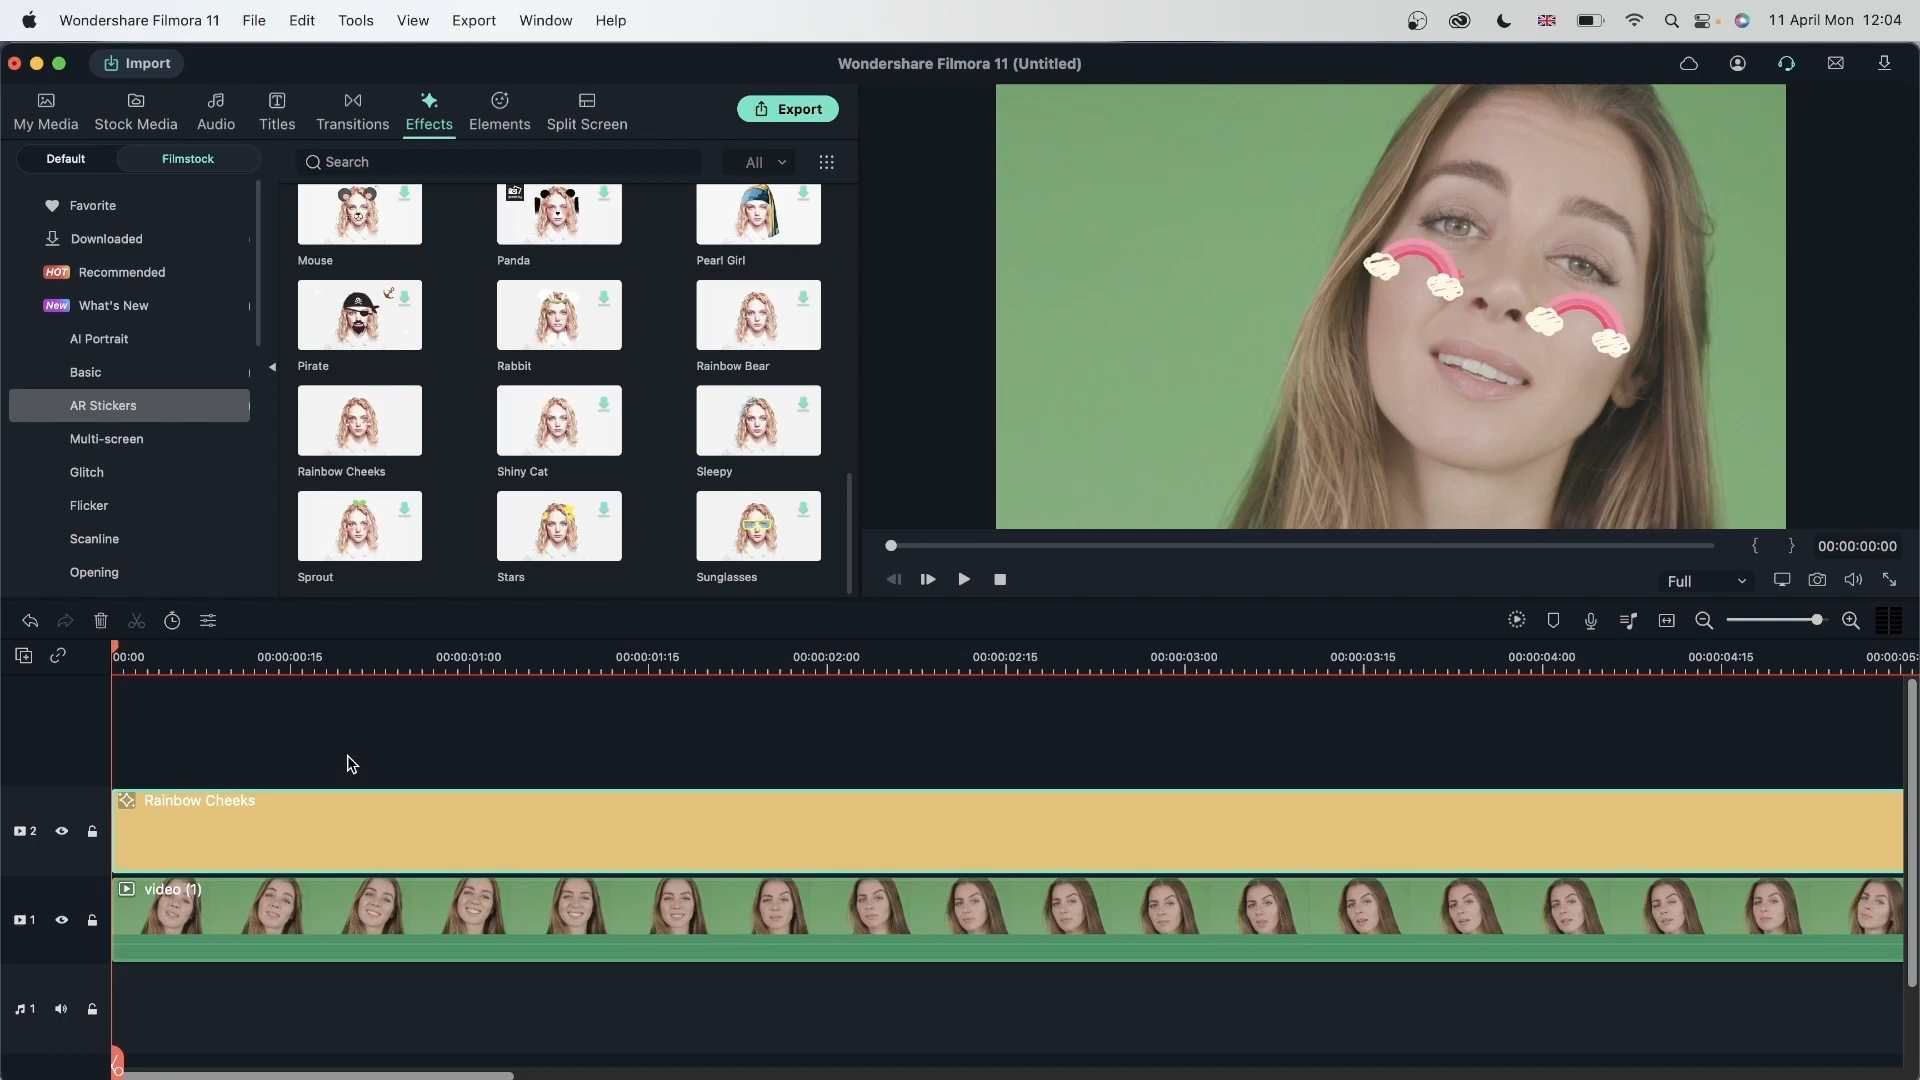 Wondershare Filmora 11 File Edit Tools View Export Window Help 11 April Mon 12:04
Import Wondershare Filmora 11 (Untitled)
My Media Stock Media Audio Titles Transitions Effects Elements Split Screen Export
Default Filmstock Search All
Favorite
Downloaded
HOT Recommended
New What's New
AI Portrait
Basic
AR Stickers
Multi-screen
Glitch
Flicker
Scanline
Opening
Mouse Panda Pearl Girl
Pirate Rabbit Rainbow Bear
Rainbow Cheeks Shiny Cat Sleepy
Sprout Stars Sunglasses
{ } 00:00:00:00
Full
00:00 00:00:00:15 00:00:01:00 00:00:01:15 00:00:02:00 00:00:02:15 00:00:03:00 00:00:03:15 00:00:04:00 00:00:04:15 00:00:05:
2 Rainbow Cheeks
1 video (1)
1